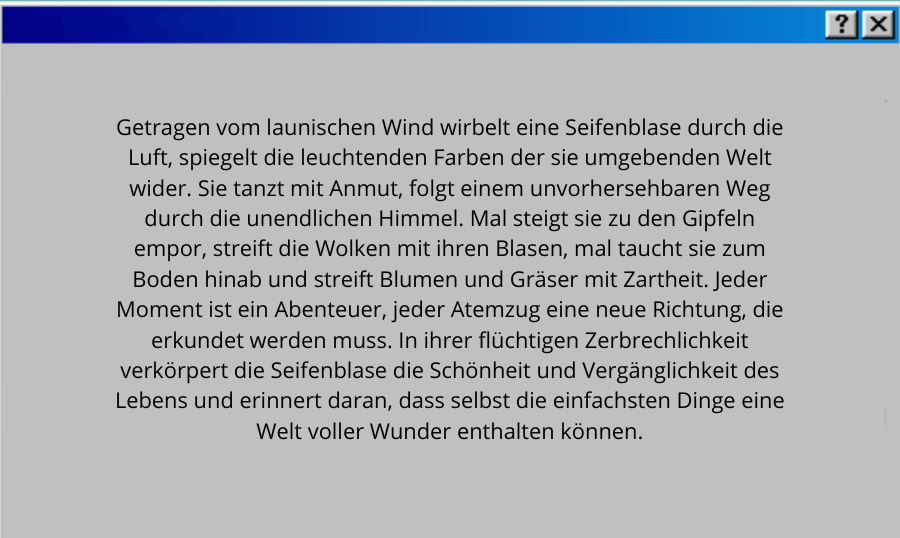 Getragen vom launischen Wind wirbelt eine Seifenblase durch die
Luft, spiegelt die leuchtenden Farben der sie umgebenden Welt
wider. Sie tanzt mit Anmut, folgt einem unvorhersehbaren Weg
durch die unendlichen Himmel. Mal steigt sie zu den Gipfeln
empor, streift die Wolken mit ihren Blasen, mal taucht sie zum
Boden hinab und streift Blumen und Gräser mit Zartheit. Jeder
Moment ist ein Abenteuer, jeder Atemzug eine neue Richtung, die
erkundet werden muss. In ihrer flüchtigen Zerbrechlichkeit
verkörpert die Seifenblase die Schönheit und Vergänglichkeit des
Lebens und erinnert daran, dass selbst die einfachsten Dinge eine
Welt voller Wunder enthalten können.